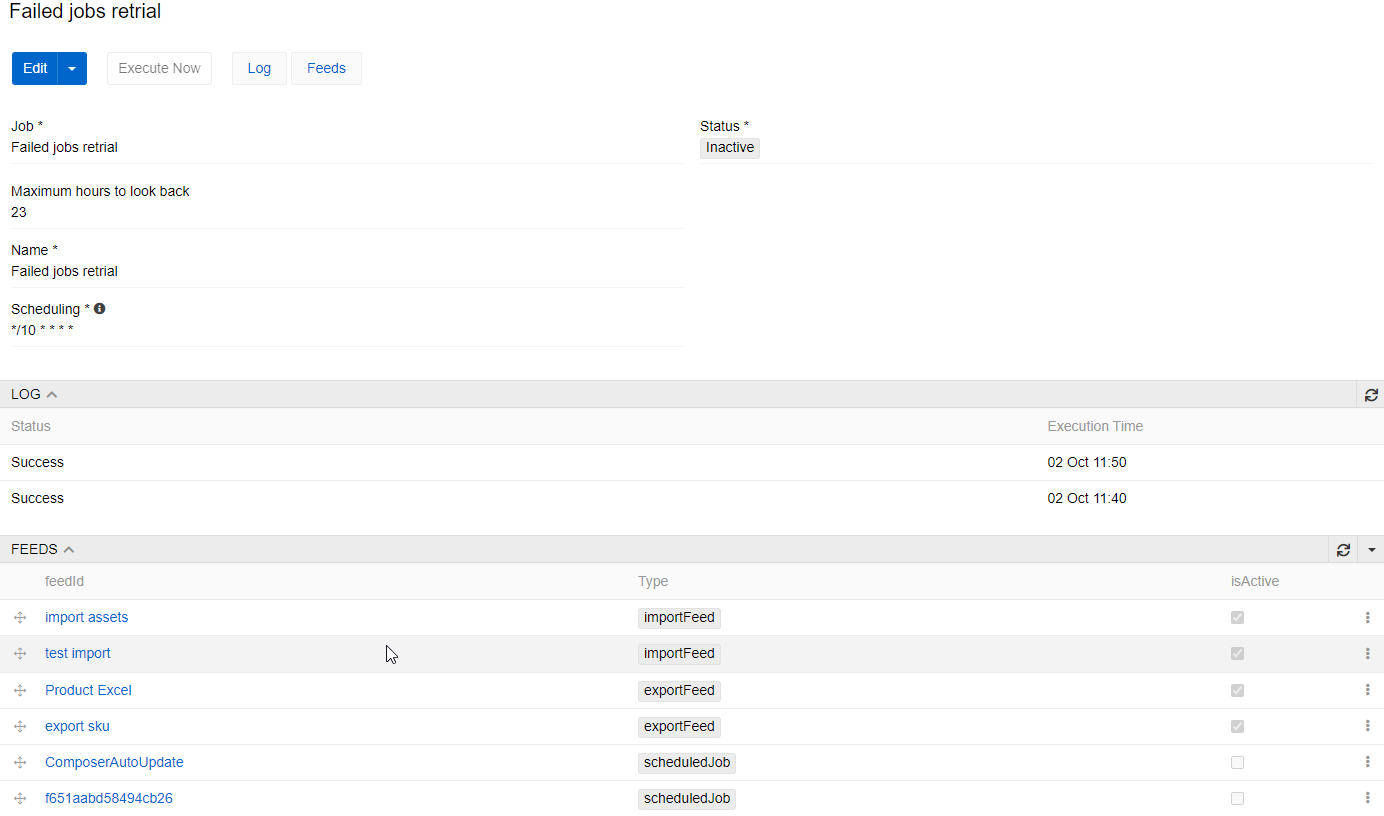 Failed jobs retrial
Edit Execute Now Log Feeds
Job * Status *
Failed jobs retrial Inactive
Maximum hours to look back
23
Name *
Failed jobs retrial
Scheduling *
*/10 * * * *
LOG
Status Execution Time
Success 02 Oct 11:50
Success 02 Oct 11:40
FEEDS
feedId Type isActive
import assets importFeed
test import importFeed
Product Excel exportFeed
export sku exportFeed
ComposerAutoUpdate scheduledJob
f651aabd58494cb26 scheduledJob